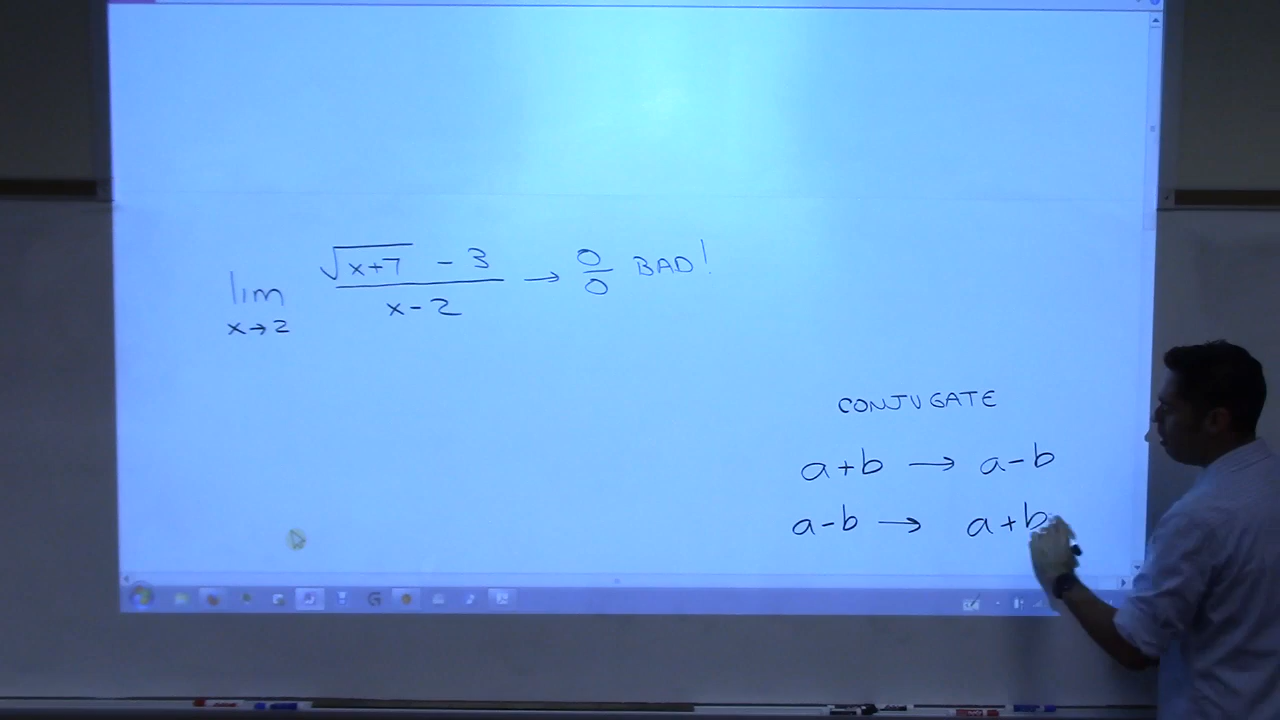 lim x→2 √(x+7) - 3 / x-2 → 0/0 BAD!
CONJUGATE
a+b → a-b
a-b → a+b